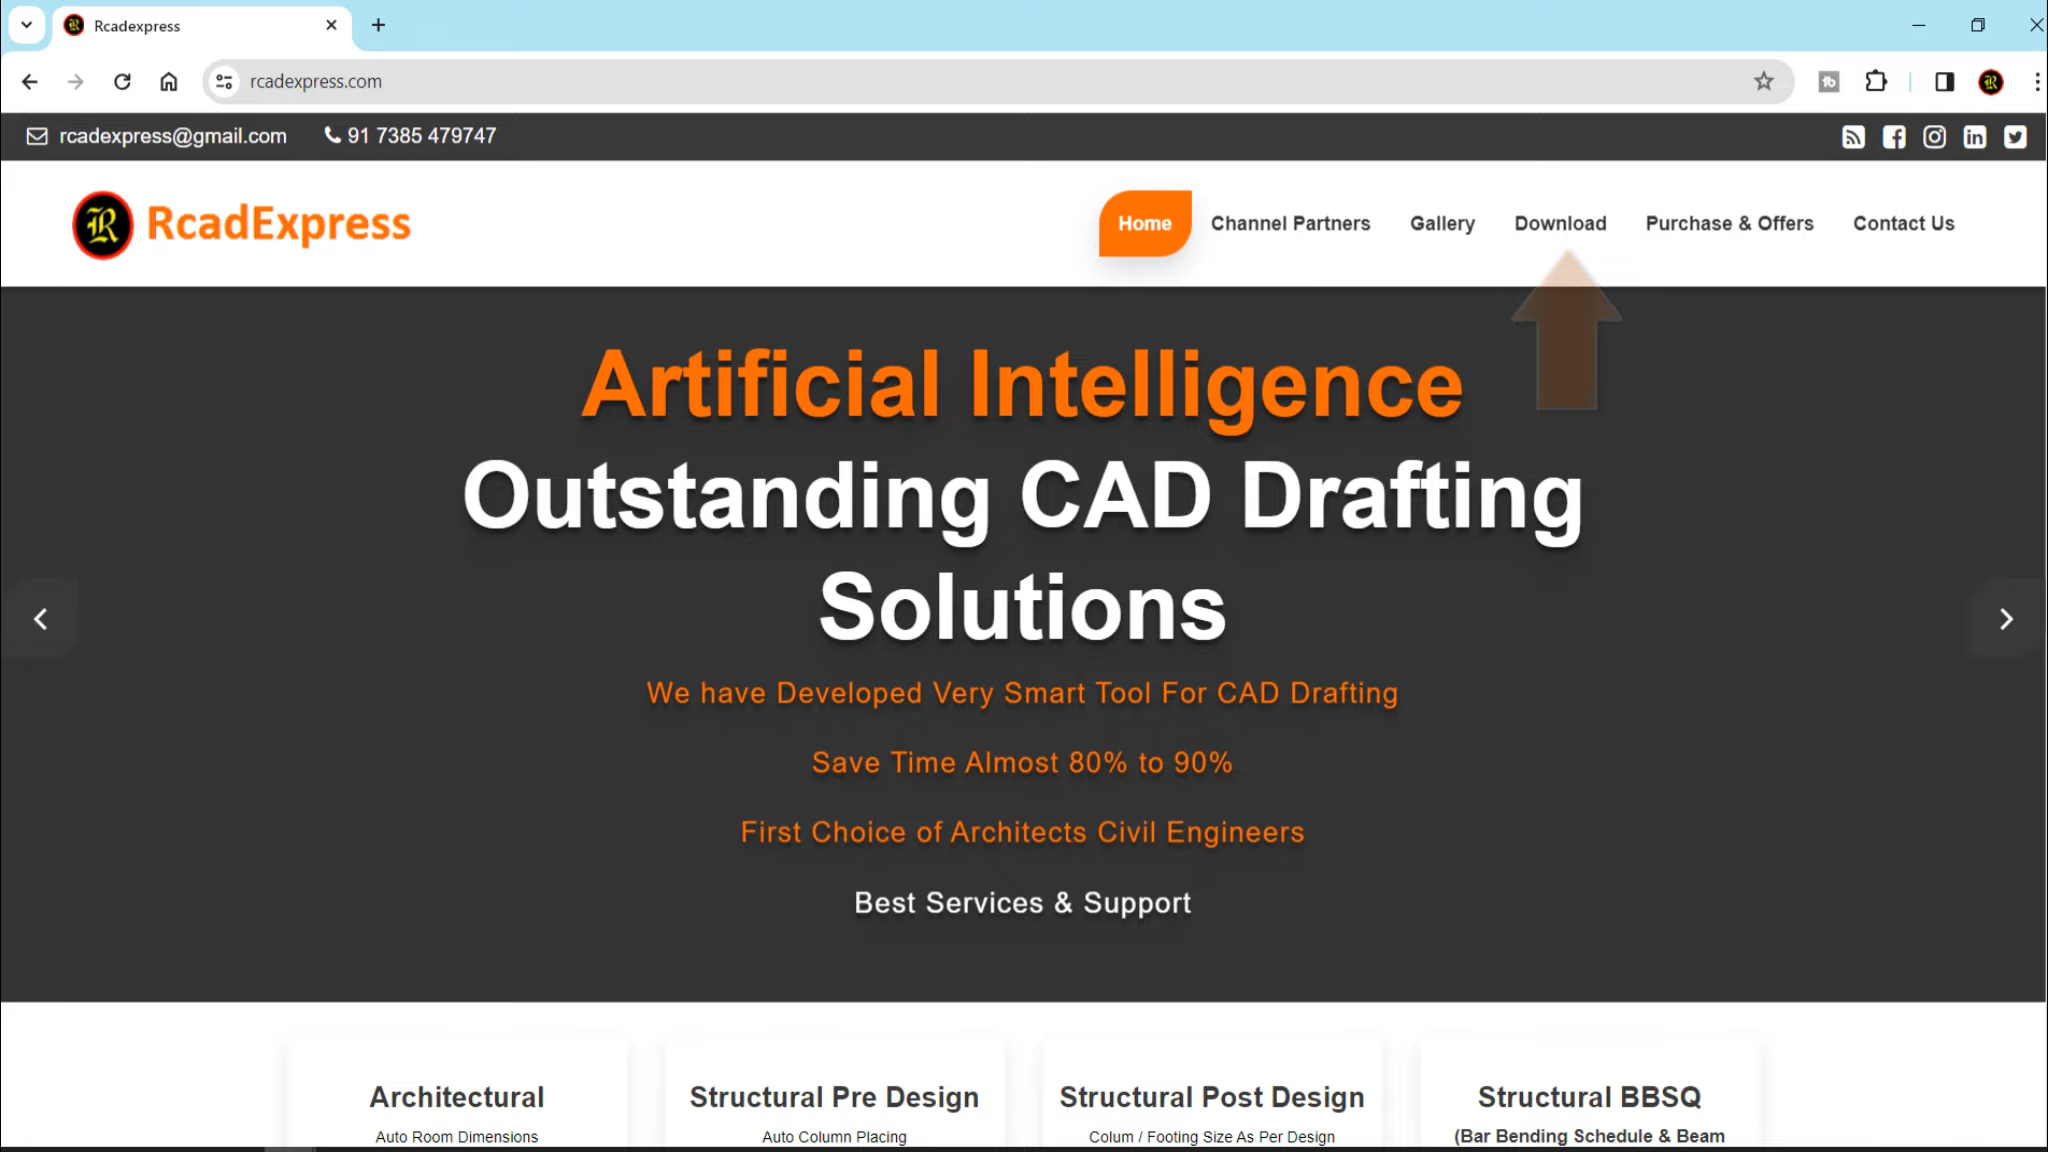 Rcadexpress
rcadexpress.com
rcadexpress@gmail.com 91 7385 479747
RcadExpress
Home Channel Partners Gallery Download Purchase & Offers Contact Us
Artificial Intelligence
Outstanding CAD Drafting
Solutions
We have Developed Very Smart Tool For CAD Drafting
Save Time Almost 80% to 90%
First Choice of Architects Civil Engineers
Best Services & Support
Architectural Structural Pre Design Structural Post Design Structural BBSQ
Auto Room Dimensions Auto Column Placing Colum / Footing Size As Per Design (Bar Bending Schedule & Beam